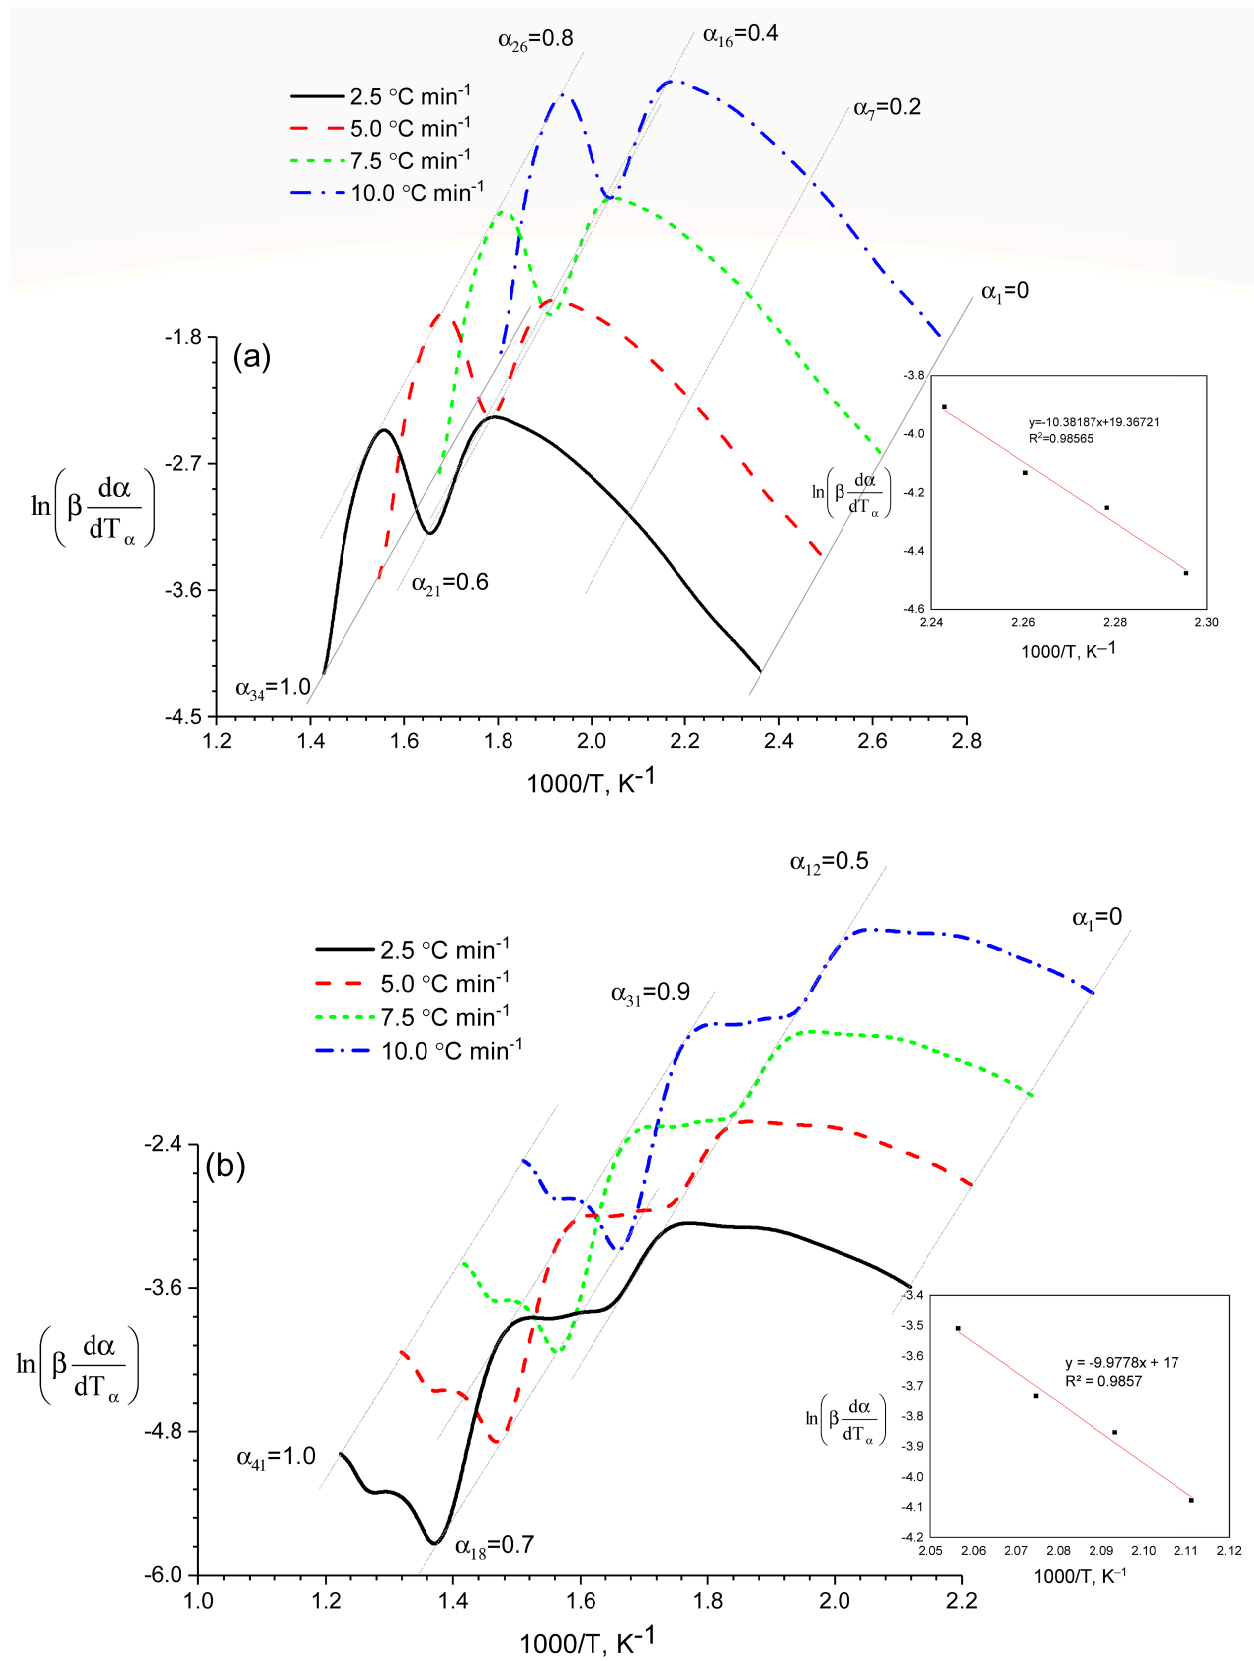 α26=0.8
α16=0.4
2.5 °C min-1
5.0 °C min-1
7.5 °C min-1
10.0 °C min-1
α7=0.2
α1=0
(a)
-1.8
-2.7
-3.6
-4.5
ln(β dα/dTα)
α21=0.6
α34=1.0
1.2 1.4 1.6 1.8 2.0 2.2 2.4 2.6 2.8
1000/T, K-1
-3.8
-4.0
-4.2
-4.4
-4.6
y=-10.38187x+19.36721
R2=0.98565
ln(β dα/dTα)
2.24 2.26 2.28 2.30
1000/T, K–1
α12=0.5
α1=0
2.5 °C min-1
5.0 °C min-1
7.5 °C min-1
10.0 °C min-1
α31=0.9
(b)
-2.4
-3.6
-4.8
-6.0
ln(β dα/dTα)
α41=1.0
α18=0.7
1.0 1.2 1.4 1.6 1.8 2.0 2.2
1000/T, K-1
-3.4
-3.5
-3.6
-3.7
-3.8
-3.9
-4.0
-4.1
-4.2
y = -9.9778x + 17
R² = 0.9857
ln(β dα/dTα)
2.05 2.06 2.07 2.08 2.09 2.10 2.11 2.12
1000/T, K–1